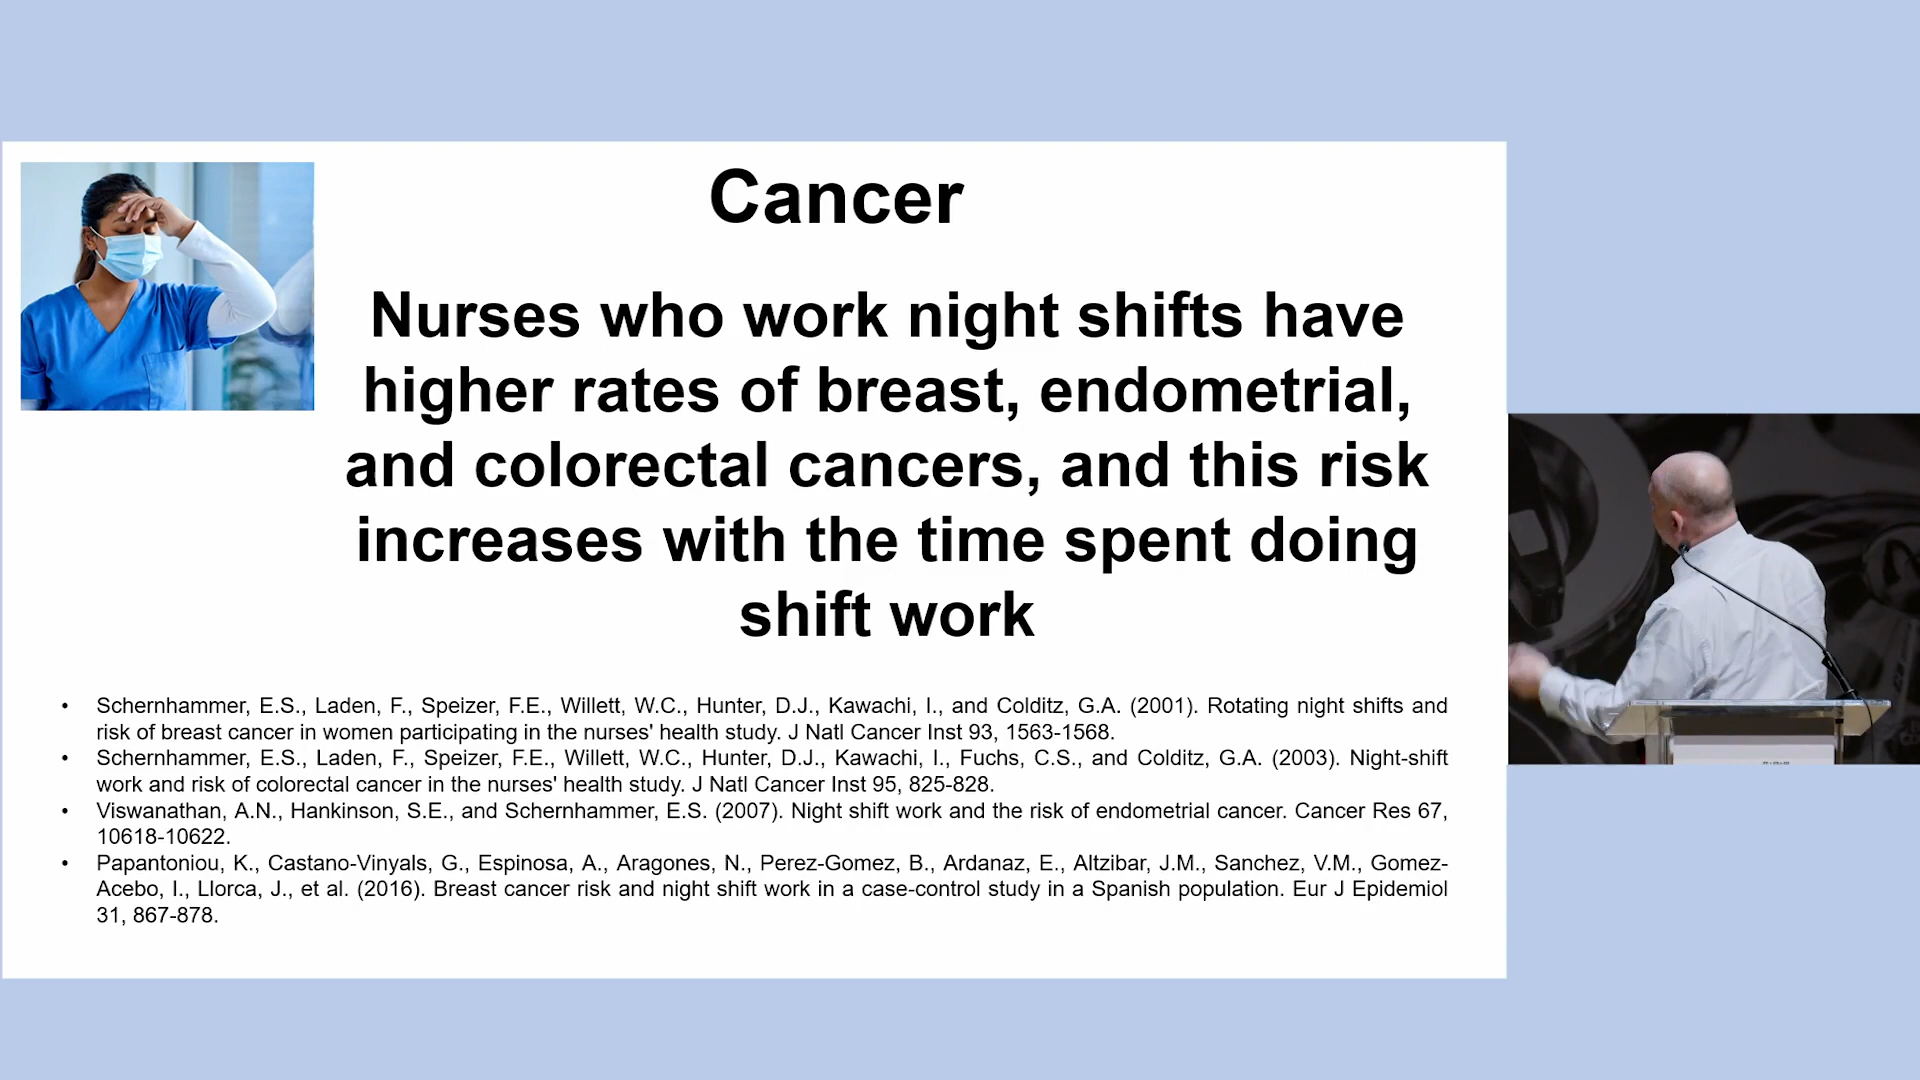 Cancer
Nurses who work night shifts have
higher rates of breast, endometrial,
and colorectal cancers, and this risk
increases with the time spent doing
shift work
• Schernhammer, E.S., Laden, F., Speizer, F.E., Willett, W.C., Hunter, D.J., Kawachi, I., and Colditz, G.A. (2001). Rotating night shifts and
risk of breast cancer in women participating in the nurses' health study. J Natl Cancer Inst 93, 1563-1568.
• Schernhammer, E.S., Laden, F., Speizer, F.E., Willett, W.C., Hunter, D.J., Kawachi, I., Fuchs, C.S., and Colditz, G.A. (2003). Night-shift
work and risk of colorectal cancer in the nurses' health study. J Natl Cancer Inst 95, 825-828.
• Viswanathan, A.N., Hankinson, S.E., and Schernhammer, E.S. (2007). Night shift work and the risk of endometrial cancer. Cancer Res 67,
10618-10622.
• Papantoniou, K., Castano-Vinyals, G., Espinosa, A., Aragones, N., Perez-Gomez, B., Ardanaz, E., Altzibar, J.M., Sanchez, V.M., Gomez-
Acebo, I., Llorca, J., et al. (2016). Breast cancer risk and night shift work in a case-control study in a Spanish population. Eur J Epidemiol
31, 867-878.